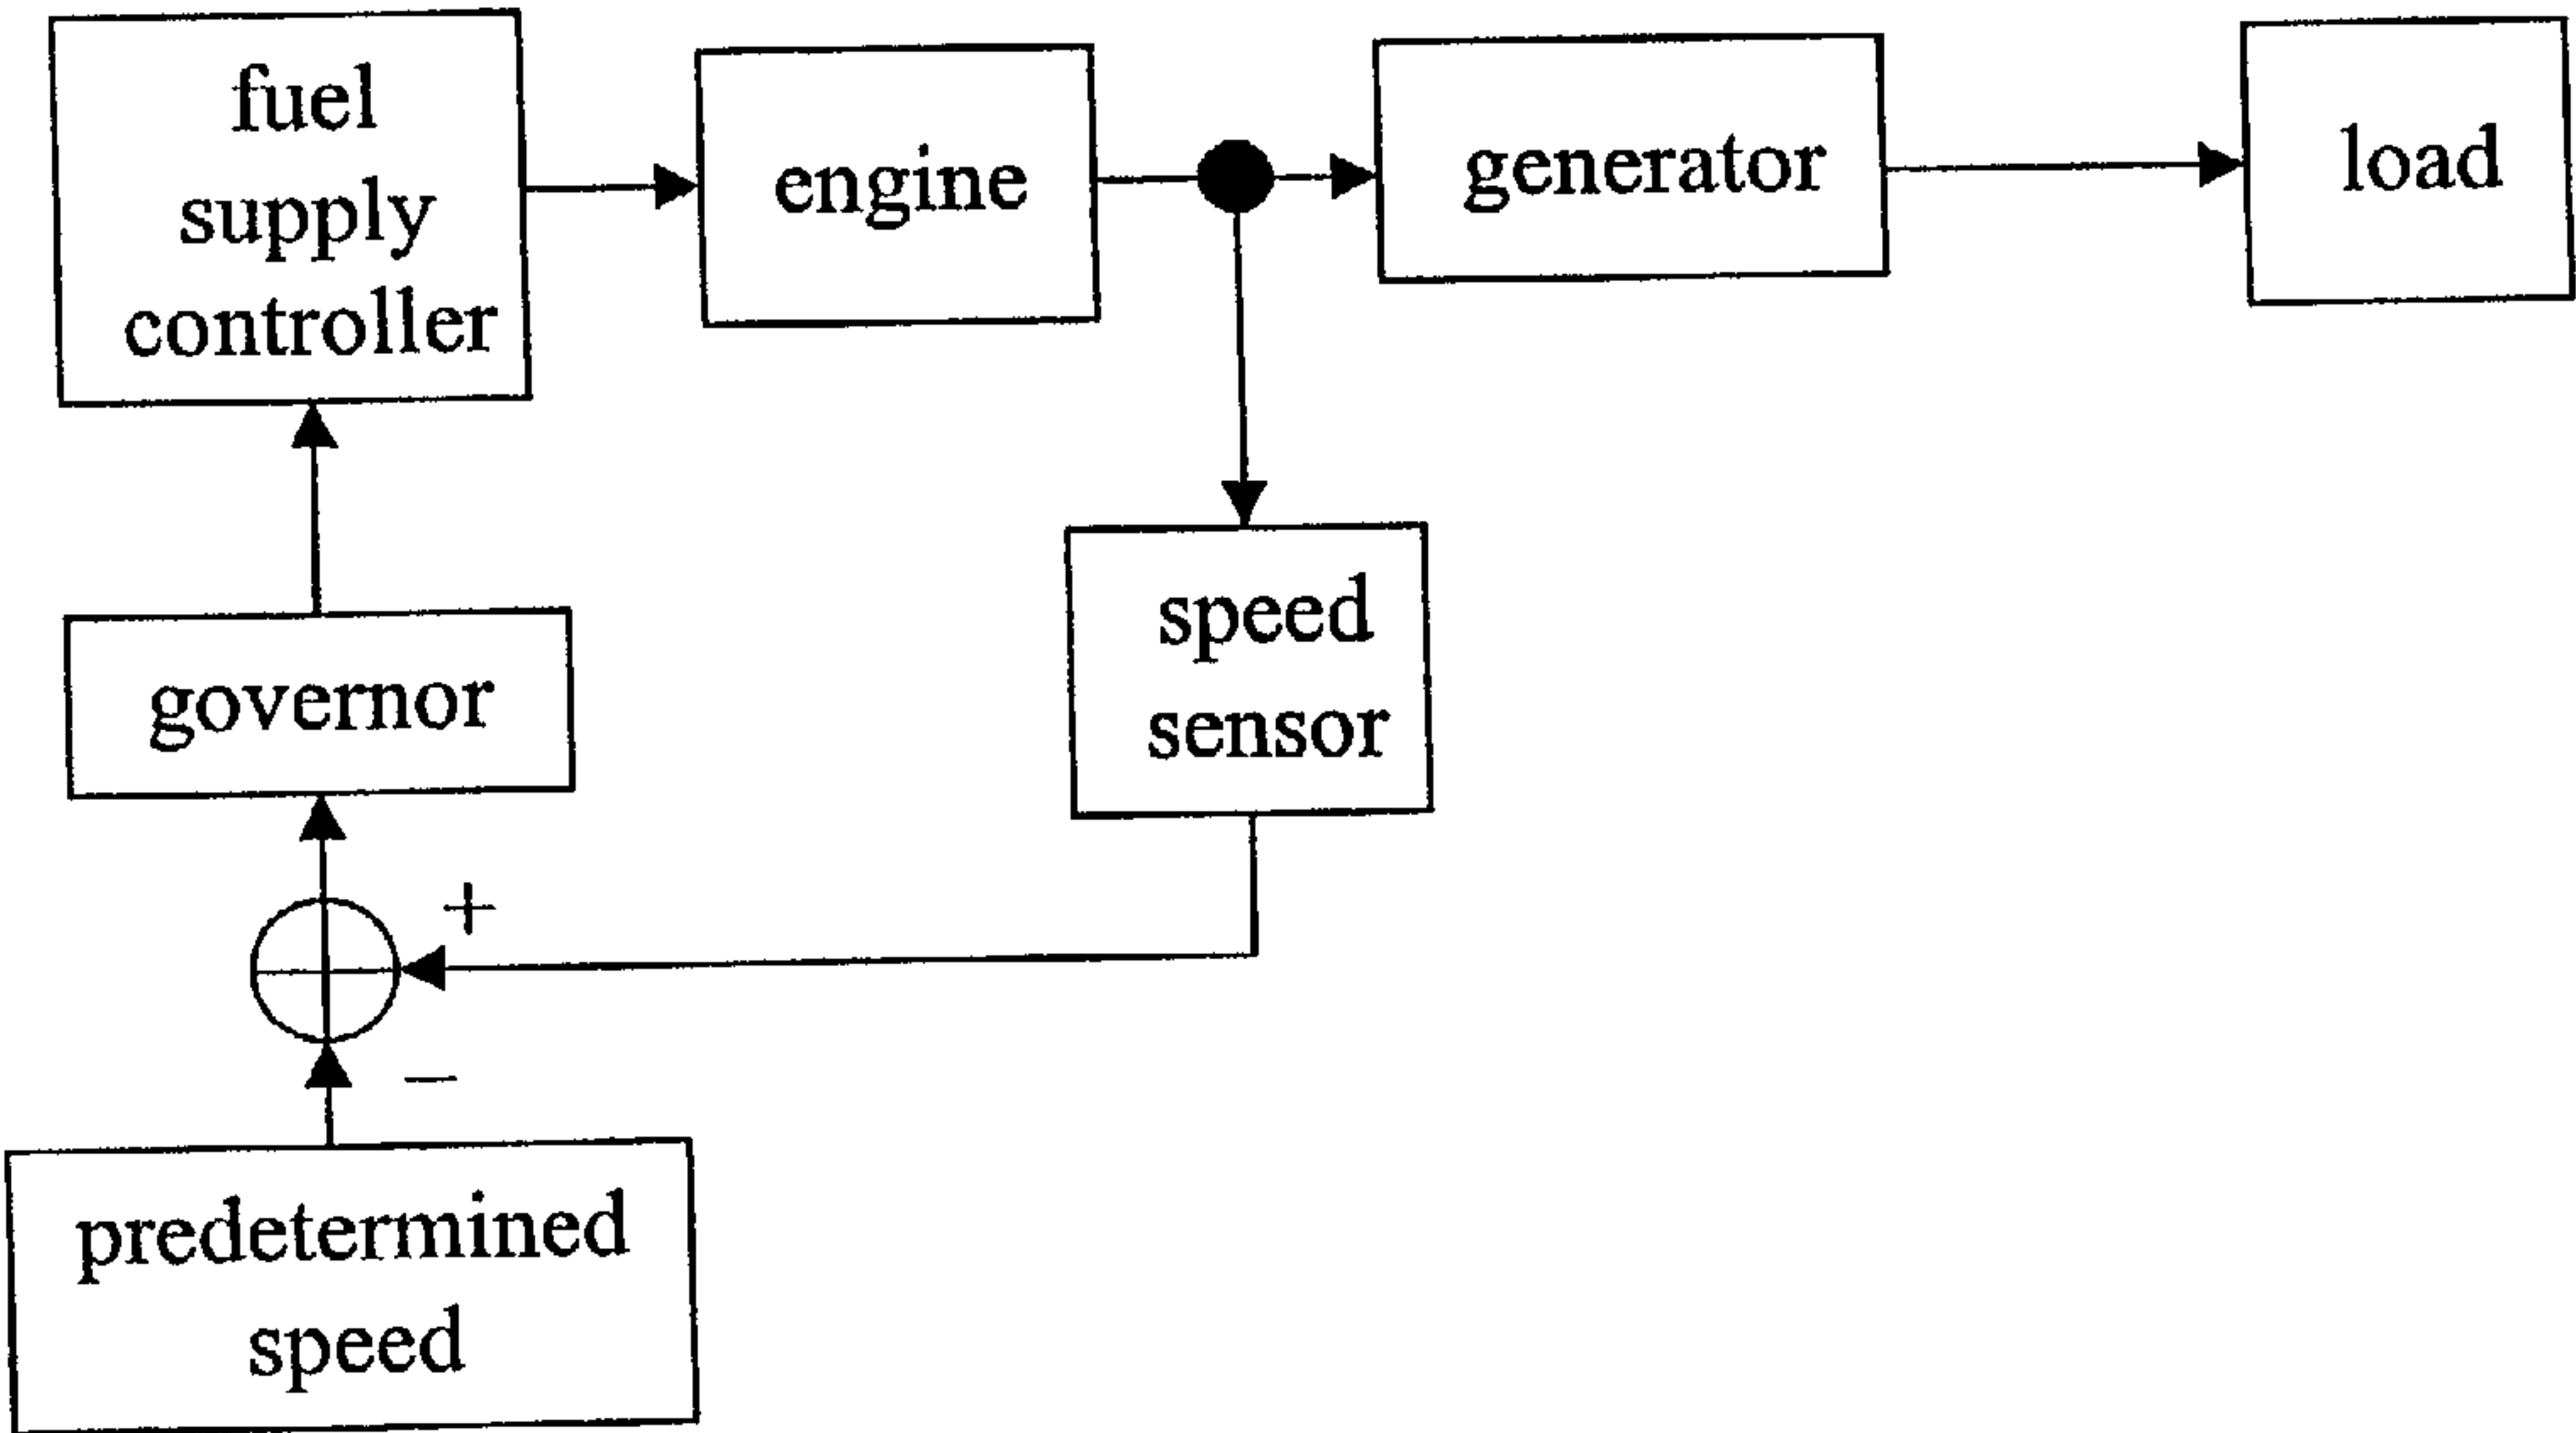 fuel
supply
controller
engine
generator
load
speed
sensor
governor
+
−
predetermined
speed